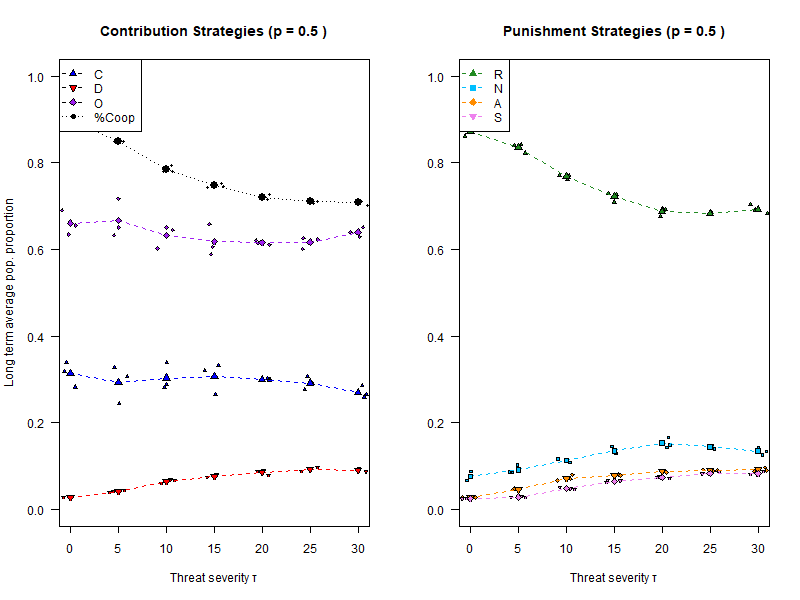 Contribution Strategies (p = 0.5 )
Long term average pop. proportion
1.0
0.8
0.6
0.4
0.2
0.0
C
D
O
%Coop
0 5 10 15 20 25 30
Threat severity τ
Punishment Strategies (p = 0.5 )
1.0
0.8
0.6
0.4
0.2
0.0
R
N
A
S
0 5 10 15 20 25 30
Threat severity τ